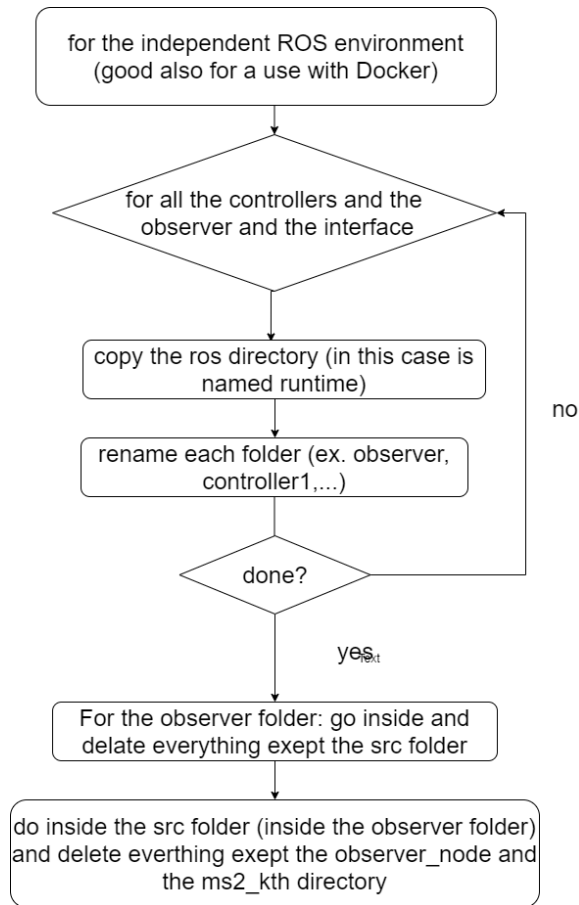 for the independent ROS environment
(good also for a use with Docker)
for all the controllers and the
observer and the interface
copy the ros directory (in this case is
named runtime)
no
rename each folder (ex. observer,
controller1,...)
done?
yes
Text
For the observer folder: go inside and
delate everything exept the src folder
do inside the src folder (inside the observer folder)
and delete everthing exept the observer_node and
the ms2_kth directory